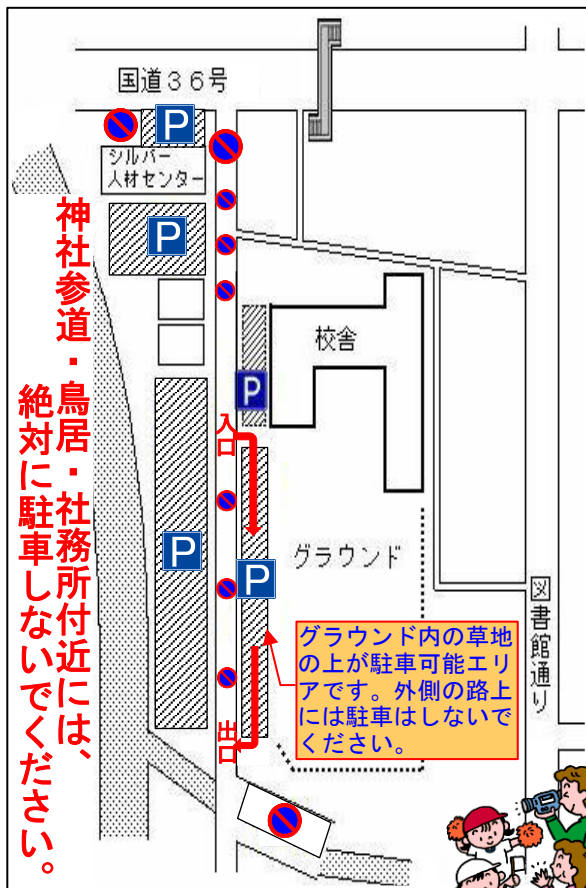 国道36号
P
シルバー
人材センター
P
神社参道・鳥居・社務所付近には、
絶対に駐車しないでください。
校舎
P
入口
グラウンド
P
P
図書館通り
グラウンド内の草地
の上が駐車可能エリ
アです。外側の路上
には駐車はしないで
ください。
出口